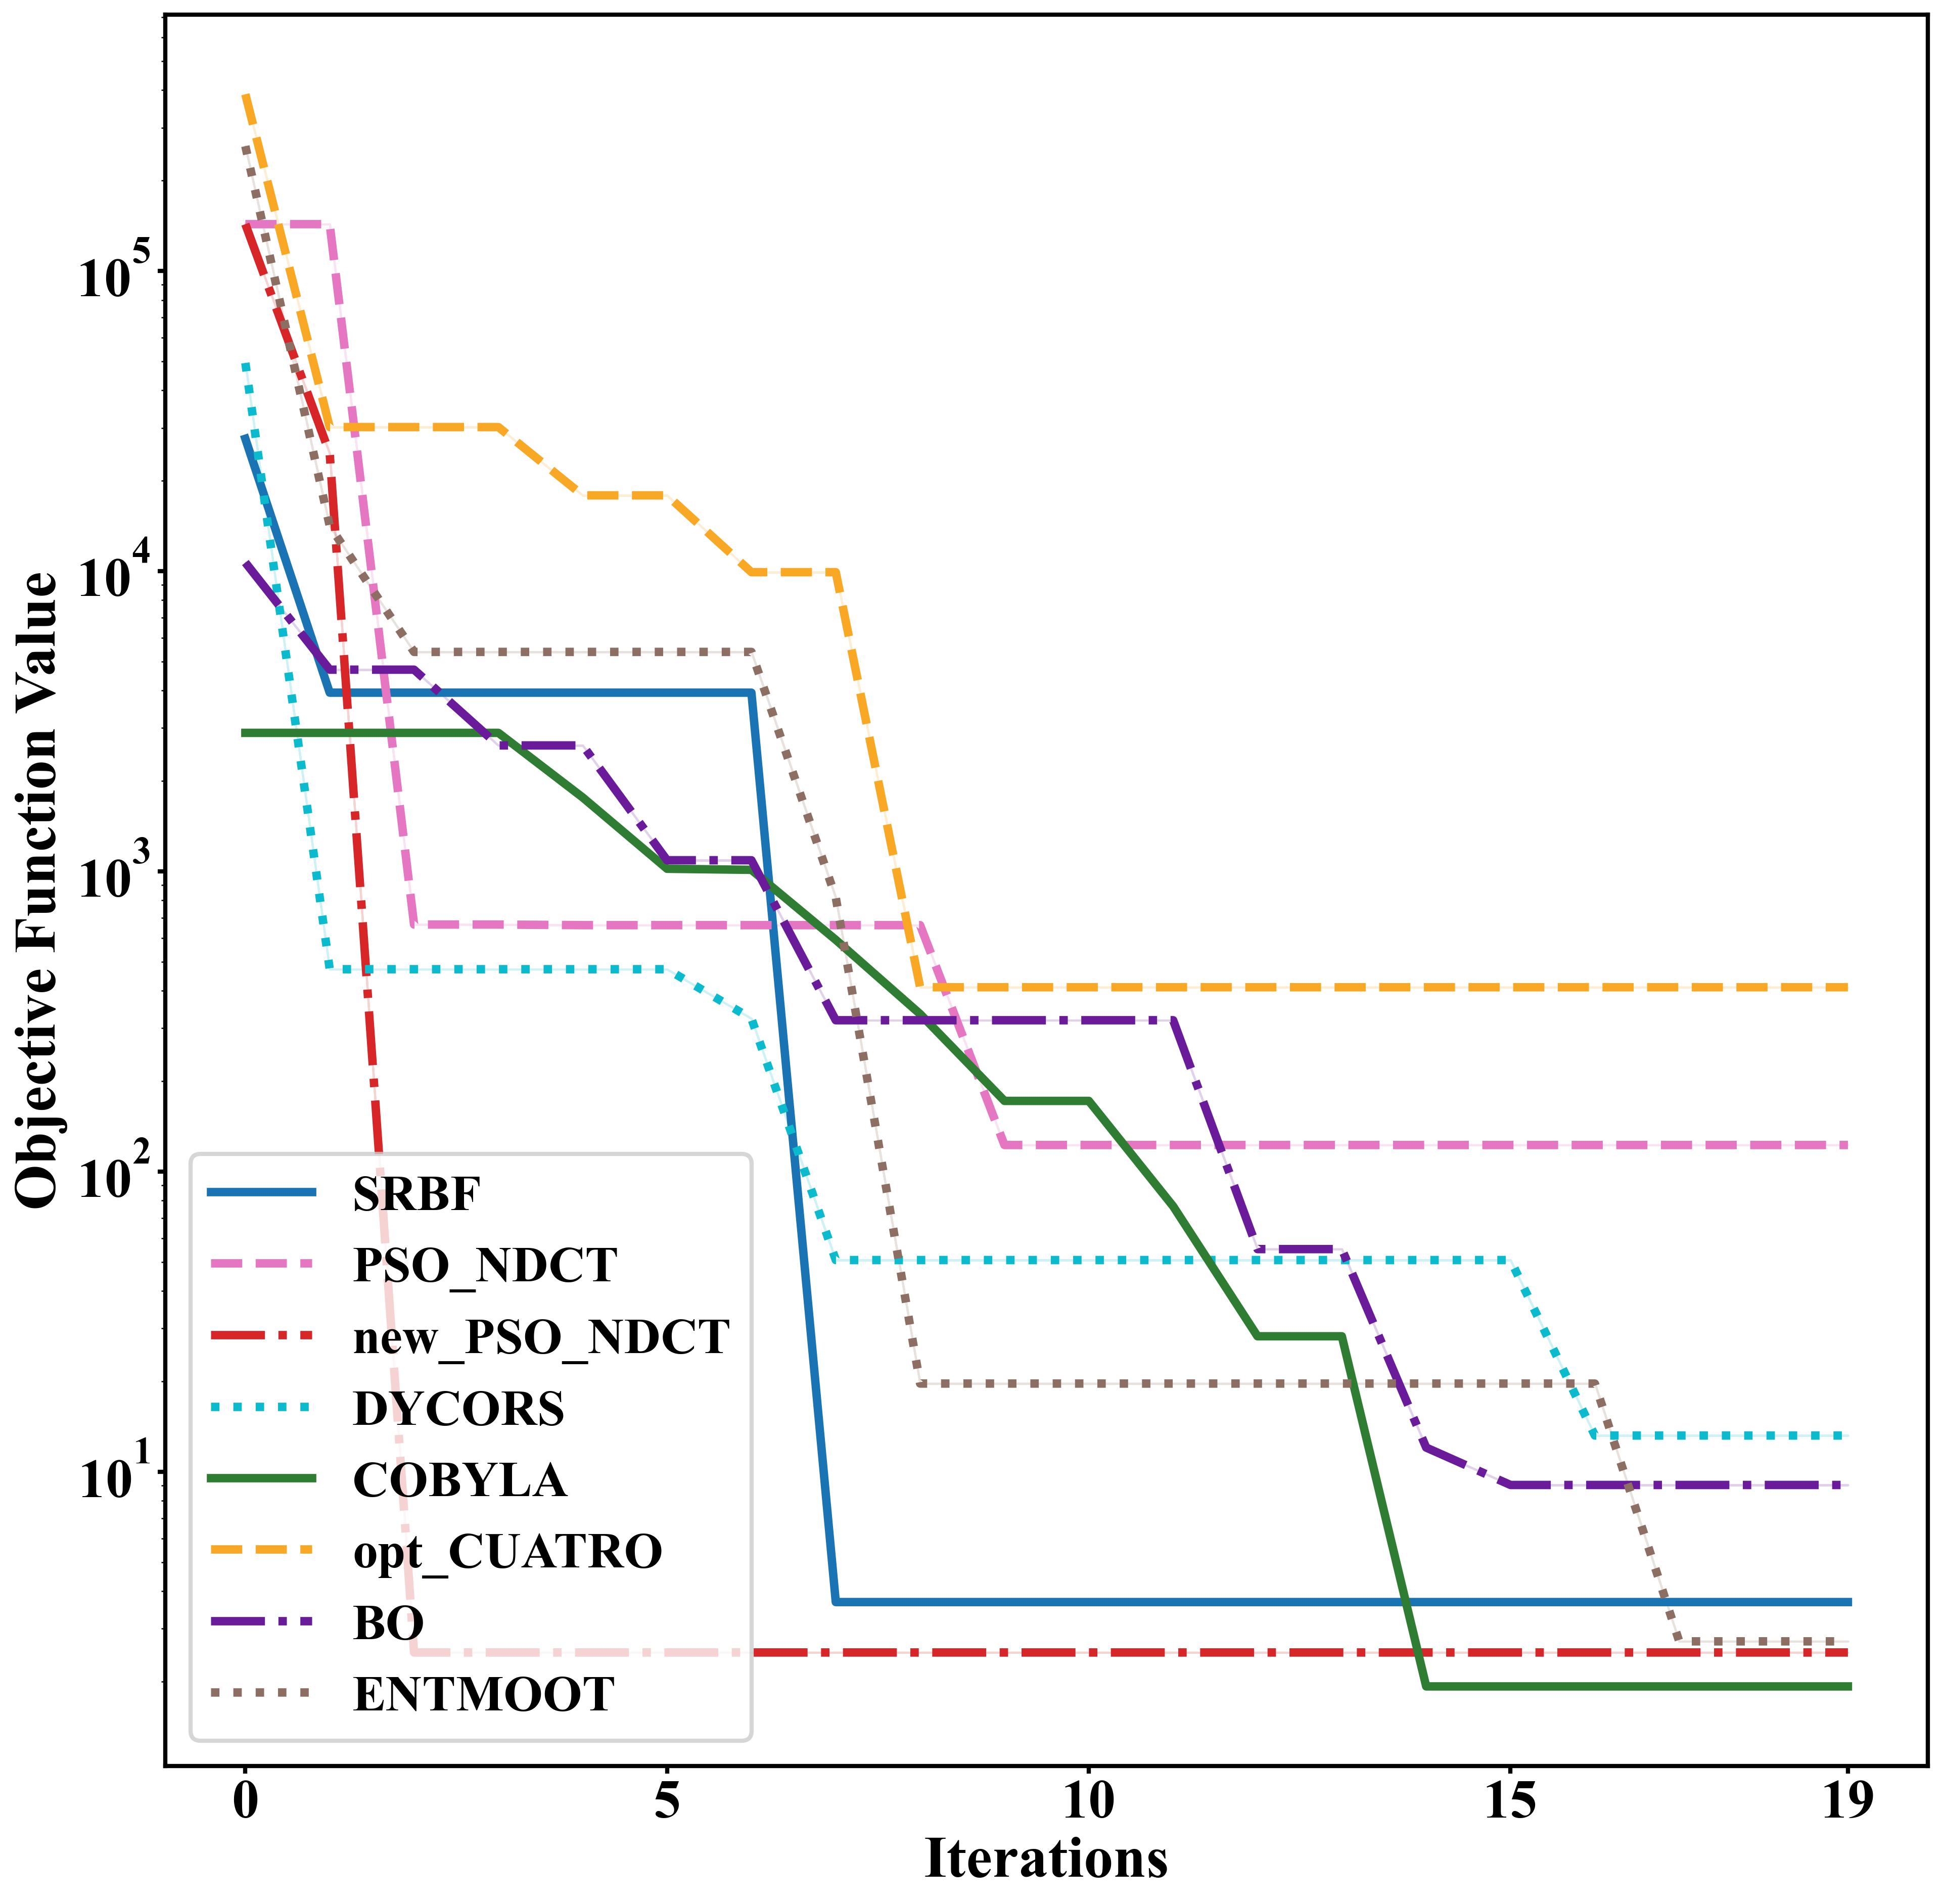 Objective Function Value
10^5
10^4
10^3
10^2
10^1
SRBF
PSO_NDCT
new_PSO_NDCT
DYCORS
COBYLA
opt_CUATRO
BO
ENTMOOT
0 5 10 15 19
Iterations